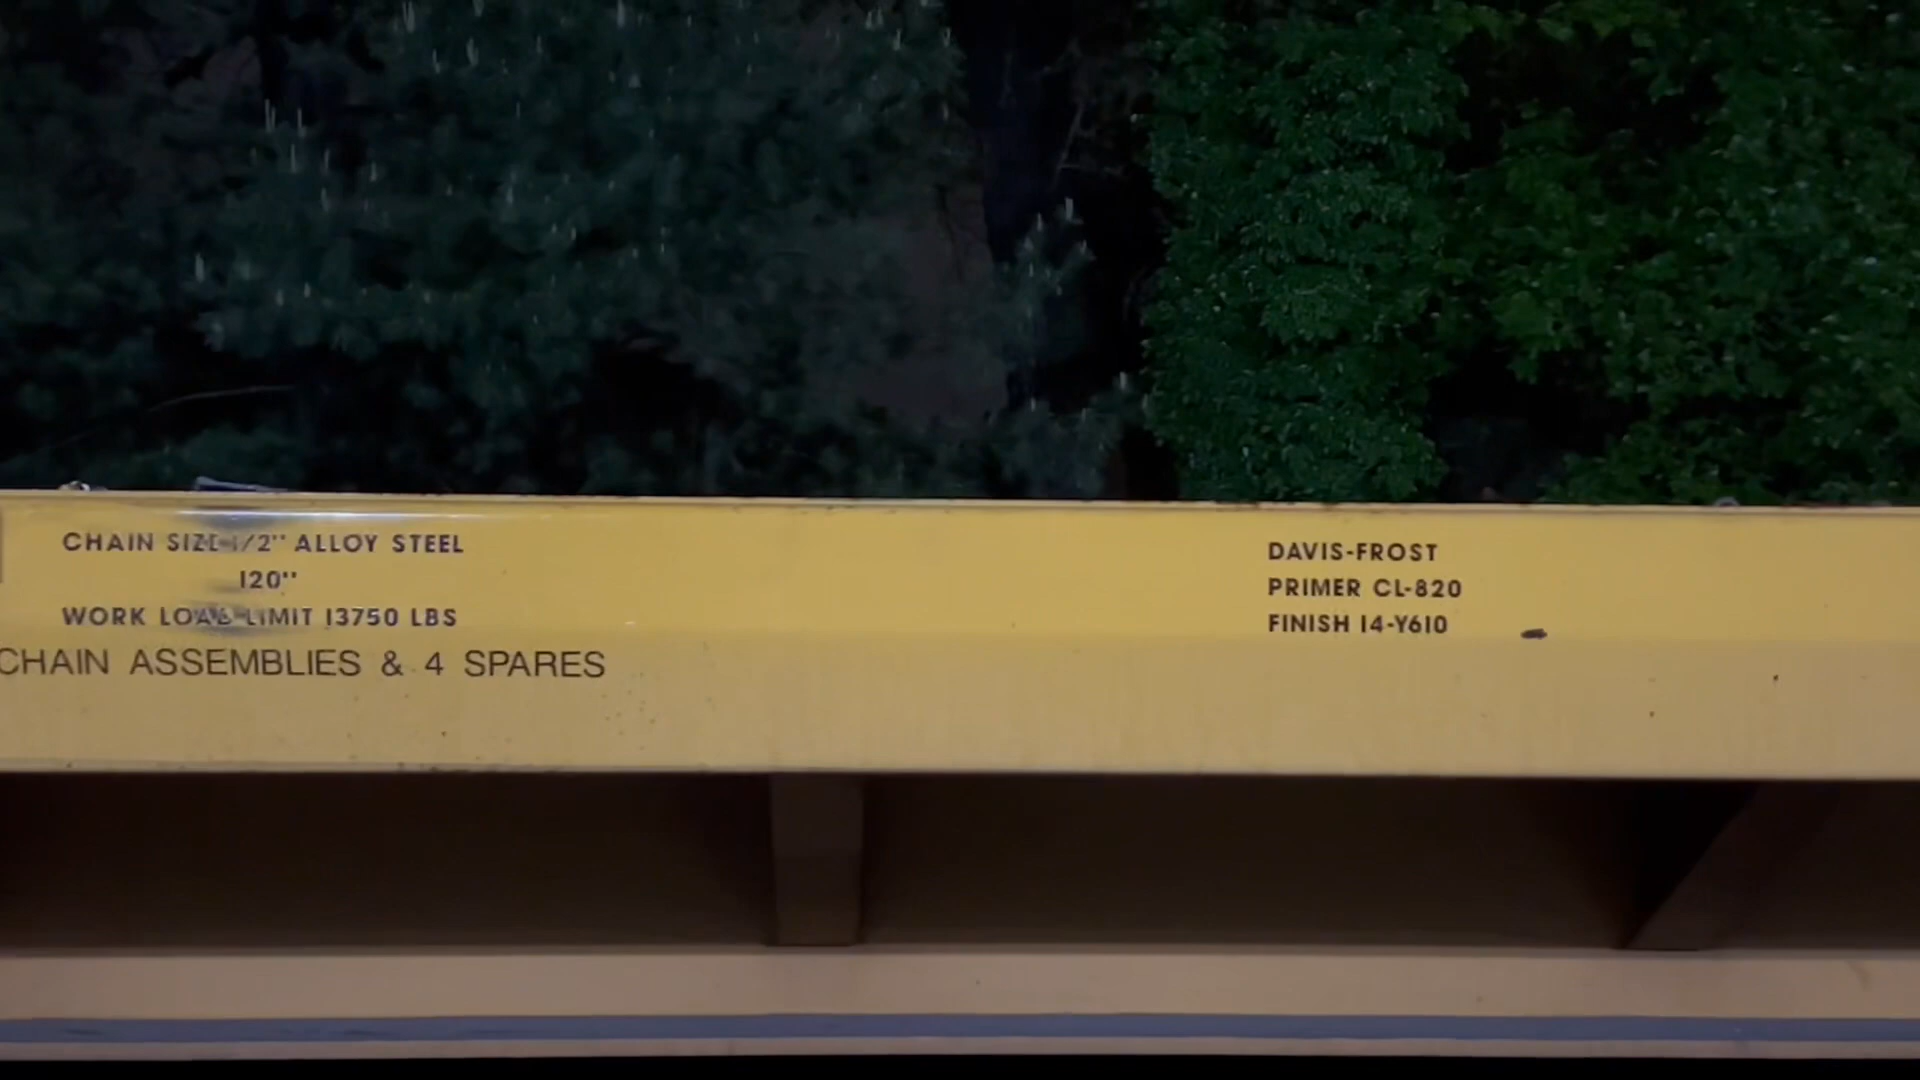 CHAIN SIZE 1/2" ALLOY STEEL
120"
WORK LOAD LIMIT 13750 LBS
CHAIN ASSEMBLIES & 4 SPARES
DAVIS-FROST
PRIMER CL-820
FINISH 14-Y610